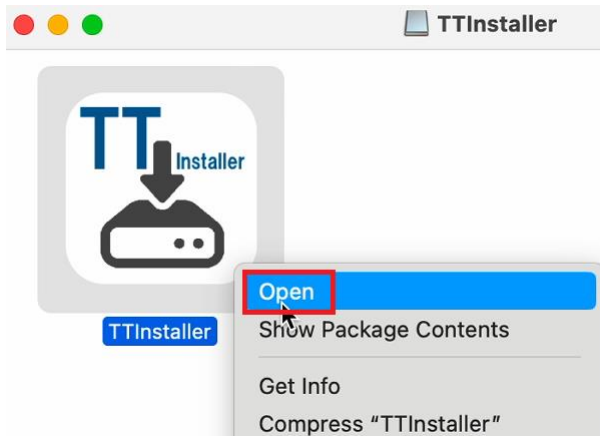 TTInstaller
TT Installer
Open
TTInstaller
Show Package Contents
Get Info
Compress “TTInstaller”